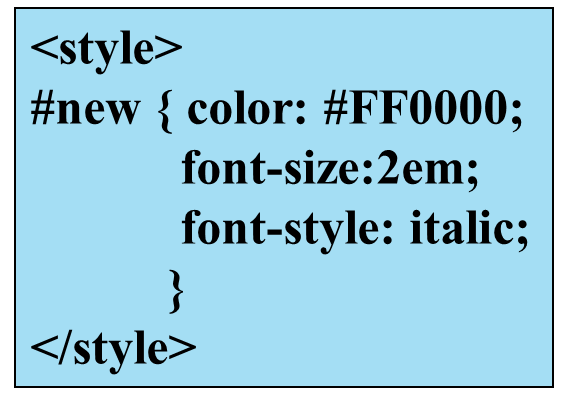 <style>
#new { color: #FF0000;
font-size:2em;
font-style: italic;
}
</style>